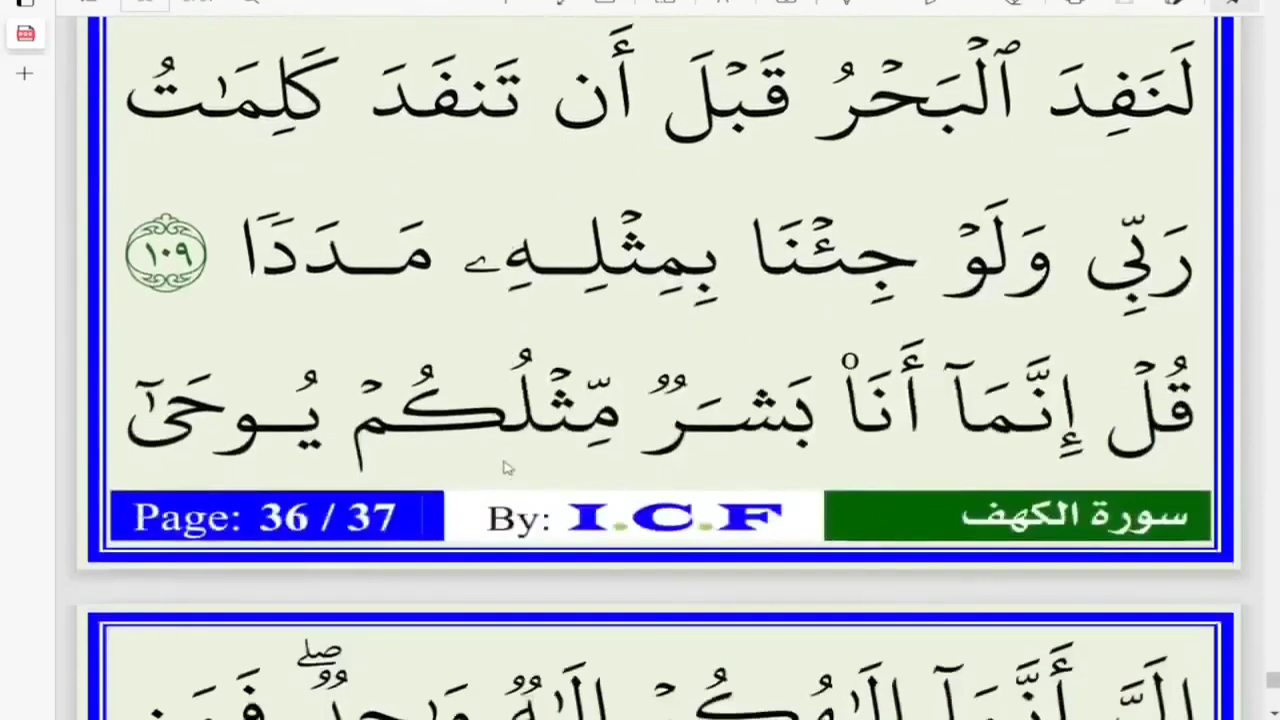 لَنَفِدَ ٱلۡبَحۡرُ قَبۡلَ أَن تَنفَدَ كَلِمَٰتُ
رَبِّي وَلَوۡ جِئۡنَا بِمِثۡلِهِۦ مَدَدٗا ١٠٩
قُلۡ إِنَّمَآ أَنَا۠ بَشَرٞ مِّثۡلُكُمۡ يُوحَىٰٓ
Page: 36 / 37 By: I.C.F سورة الكهف
إِلَيَّ أَنَّمَآ إِلَٰهُكُمۡ إِلَٰهٞ وَٰحِدٞۖ فَمَن